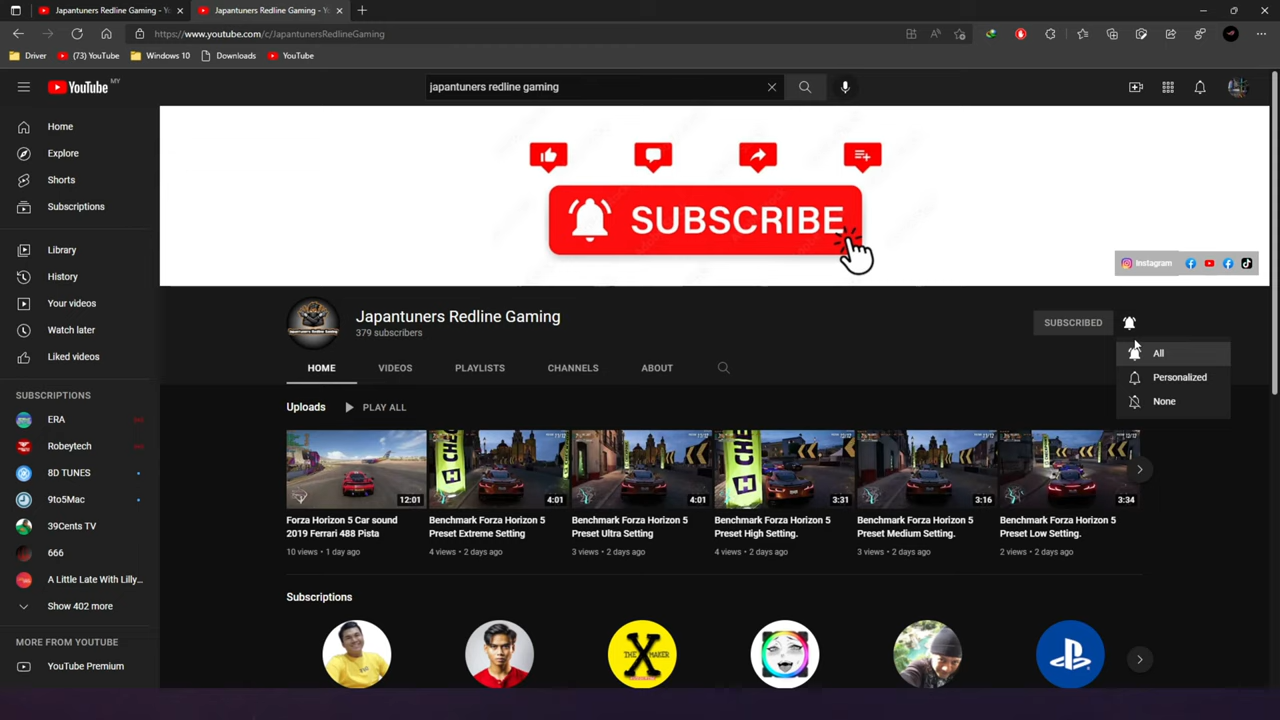 Japantuners Redline Gaming - Y
Japantuners Redline Gaming - Yo
https://www.youtube.com/c/JapantunersRedlineGaming
Driver
(73) YouTube
Windows 10
Downloads
YouTube
YouTube MY
japantuners redline gaming
Home
Explore
Shorts
Subscriptions
Library
History
Your videos
Watch later
Liked videos
SUBSCRIPTIONS
ERA
Robeytech
8D TUNES
9to5Mac
39Cents TV
666
A Little Late With Lilly...
Show 402 more
MORE FROM YOUTUBE
YouTube Premium
SUBSCRIBE
Instagram
Japantuners Redline Gaming
379 subscribers
SUBSCRIBED
All
Personalized
None
HOME
VIDEOS
PLAYLISTS
CHANNELS
ABOUT
Uploads
PLAY ALL
12:01
4:01
4:01
3:31
3:16
3:34
Forza Horizon 5 Car sound
2019 Ferrari 488 Pista
10 views • 1 day ago
Benchmark Forza Horizon 5
Preset Extreme Setting
4 views • 2 days ago
Benchmark Forza Horizon 5
Preset Ultra Setting
3 views • 2 days ago
Benchmark Forza Horizon 5
Preset High Setting.
4 views • 2 days ago
Benchmark Forza Horizon 5
Preset Medium Setting.
3 views • 2 days ago
Benchmark Forza Horizon 5
Preset Low Setting.
2 views • 2 days ago
Subscriptions
THE X MAKER